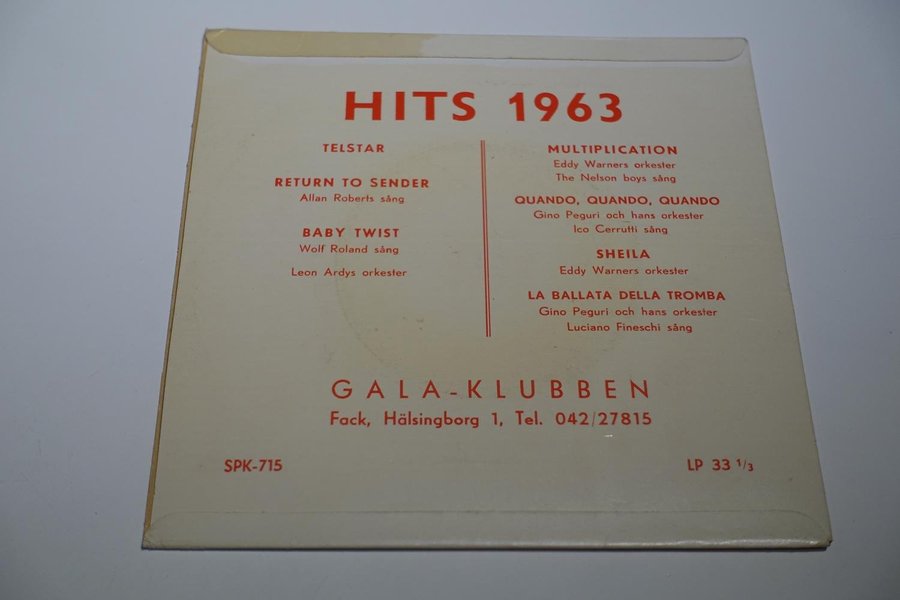 HITS 1963
TELSTAR
RETURN TO SENDER
Allan Roberts sång
BABY TWIST
Wolf Roland sång
Leon Ardys orkester
MULTIPLICATION
Eddy Warners orkester
The Nelson boys sång
QUANDO, QUANDO, QUANDO
Gino Peguri och hans orkester
Ico Cerrutti sång
SHEILA
Eddy Warners orkester
LA BALLATA DELLA TROMBA
Gino Peguri och hans orkester
Luciano Fineschi sång
GALA-KLUBBEN
Fack, Hälsingborg 1, Tel. 042/27815
SPK-715
LP 33 1/3